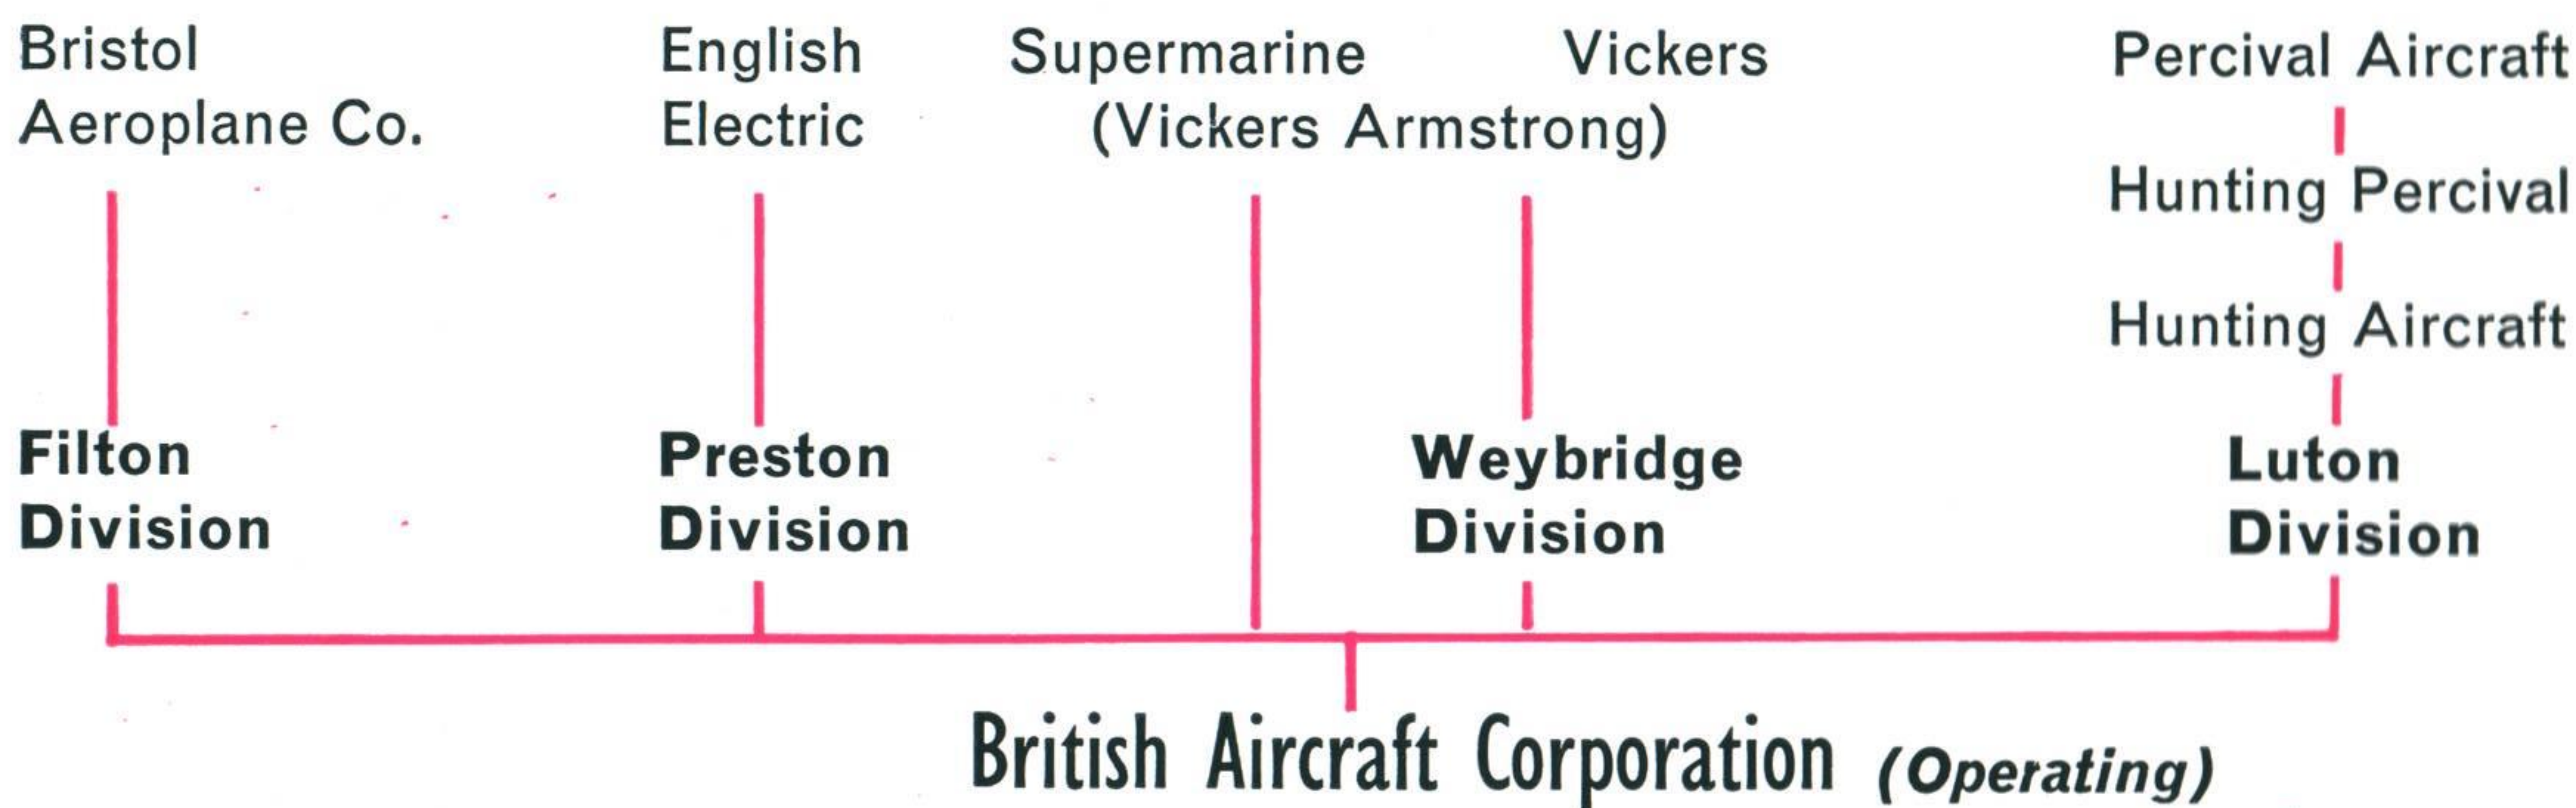 Bristol
Aeroplane Co.
English
Electric
Supermarine Vickers
(Vickers Armstrong)
Percival Aircraft
Hunting Percival
Hunting Aircraft
Filton
Division
Preston
Division
Weybridge
Division
Luton
Division
British Aircraft Corporation (Operating)